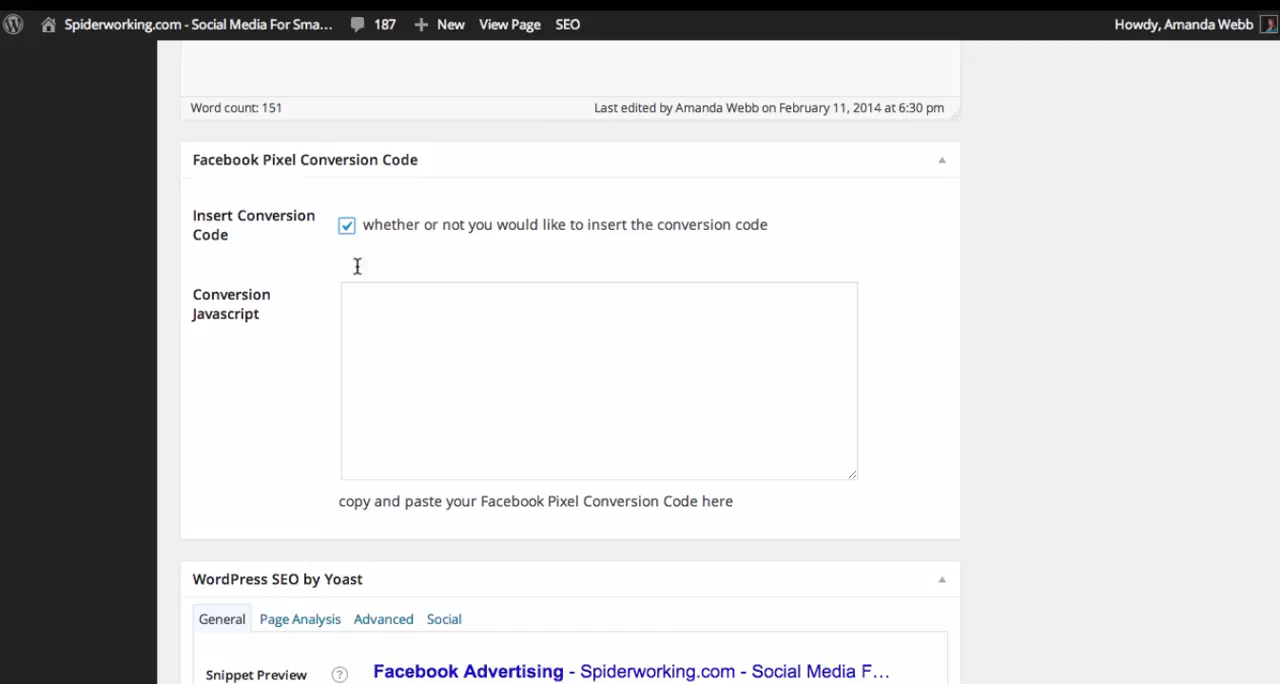 Spiderworking.com - Social Media For Sma... 187 New View Page SEO Howdy, Amanda Webb
Word count: 151 Last edited by Amanda Webb on February 11, 2014 at 6:30 pm
Facebook Pixel Conversion Code
Insert Conversion
Code
whether or not you would like to insert the conversion code
Conversion
Javascript
copy and paste your Facebook Pixel Conversion Code here
WordPress SEO by Yoast
General Page Analysis Advanced Social
Snippet Preview ? Facebook Advertising - Spiderworking.com - Social Media F...